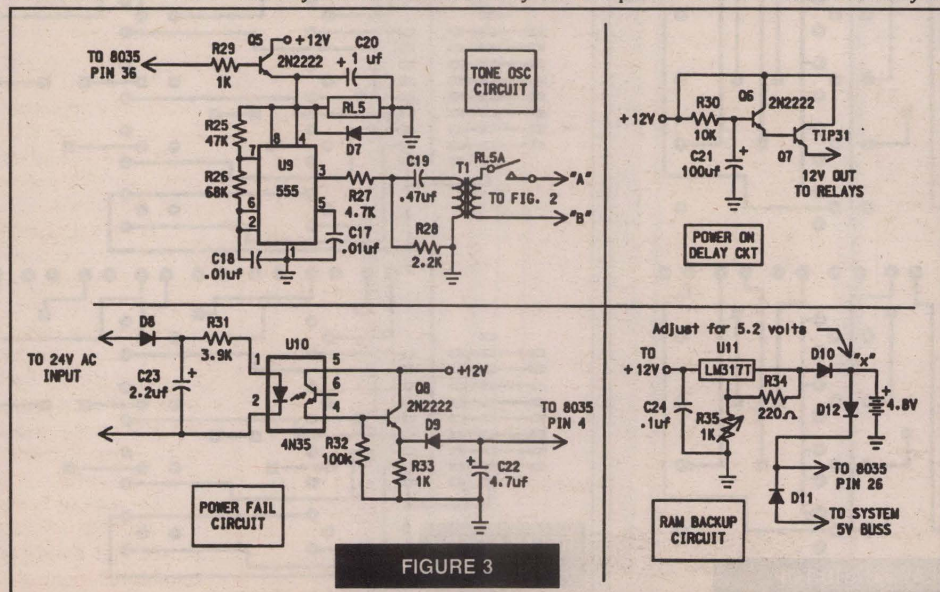 TO 8035
PIN 36
R29
1K
Q5
+12V
2N2222
C20
+
1 uf
TONE OSC
CIRCUIT
RL5
D7
R25
47K
R26
68K
7
8
4
U9
555
3
6
2
5
1
C18
.01uf
C17
.01uf
R27
4.7K
C19
.47uf
R28
2.2K
T1
RL5A
"A"
TO FIG. 2
"B"
+12V
R30
10K
Q6
2N2222
TIP31
Q7
C21
100uf
+
12V OUT
TO RELAYS
POWER ON
DELAY CKT
D8
R31
3.9K
TO 24V AC
INPUT
C23
2.2uf
+
U10
1
2
5
6
4
4N35
+12V
Q8
2N2222
R32
100k
R33
1K
D9
C22
4.7uf
+
TO 8035
PIN 4
POWER FAIL
CIRCUIT
Adjust for 5.2 volts
"X"
TO
+12V
U11
LM317T
D10
R34
220Ω
C24
.1uf
R35
1K
D12
+
4.8V
TO 8035
PIN 26
D11
TO SYSTEM
5V BUSS
RAM BACKUP
CIRCUIT
FIGURE 3